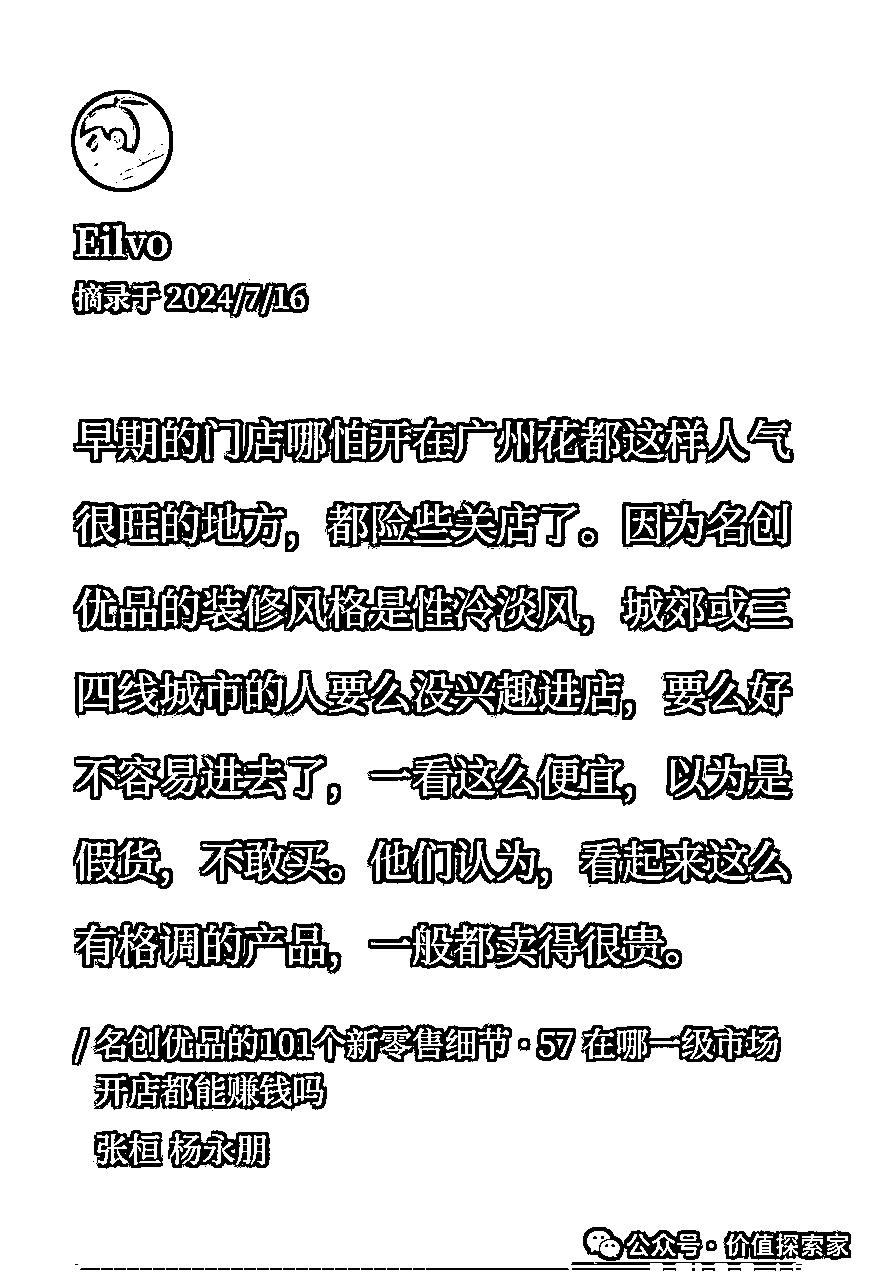 Eilvo
摘录于 2024/7/16
早期的门店哪怕开在广州花都这样人气
很旺的地方，都险些关店了。因为名创
优品的装修风格是性冷淡风，城郊或三
四线城市的人要么没兴趣进店，要么好
不容易进去了，一看这么便宜，以为是
假货，不敢买。他们认为，看起来这么
有格调的产品，一般都卖得很贵。
/ 名创优品的101个新零售细节·57 在哪一级市场
开店都能赚钱吗
张桓 杨永朋
公众号·价值探索家